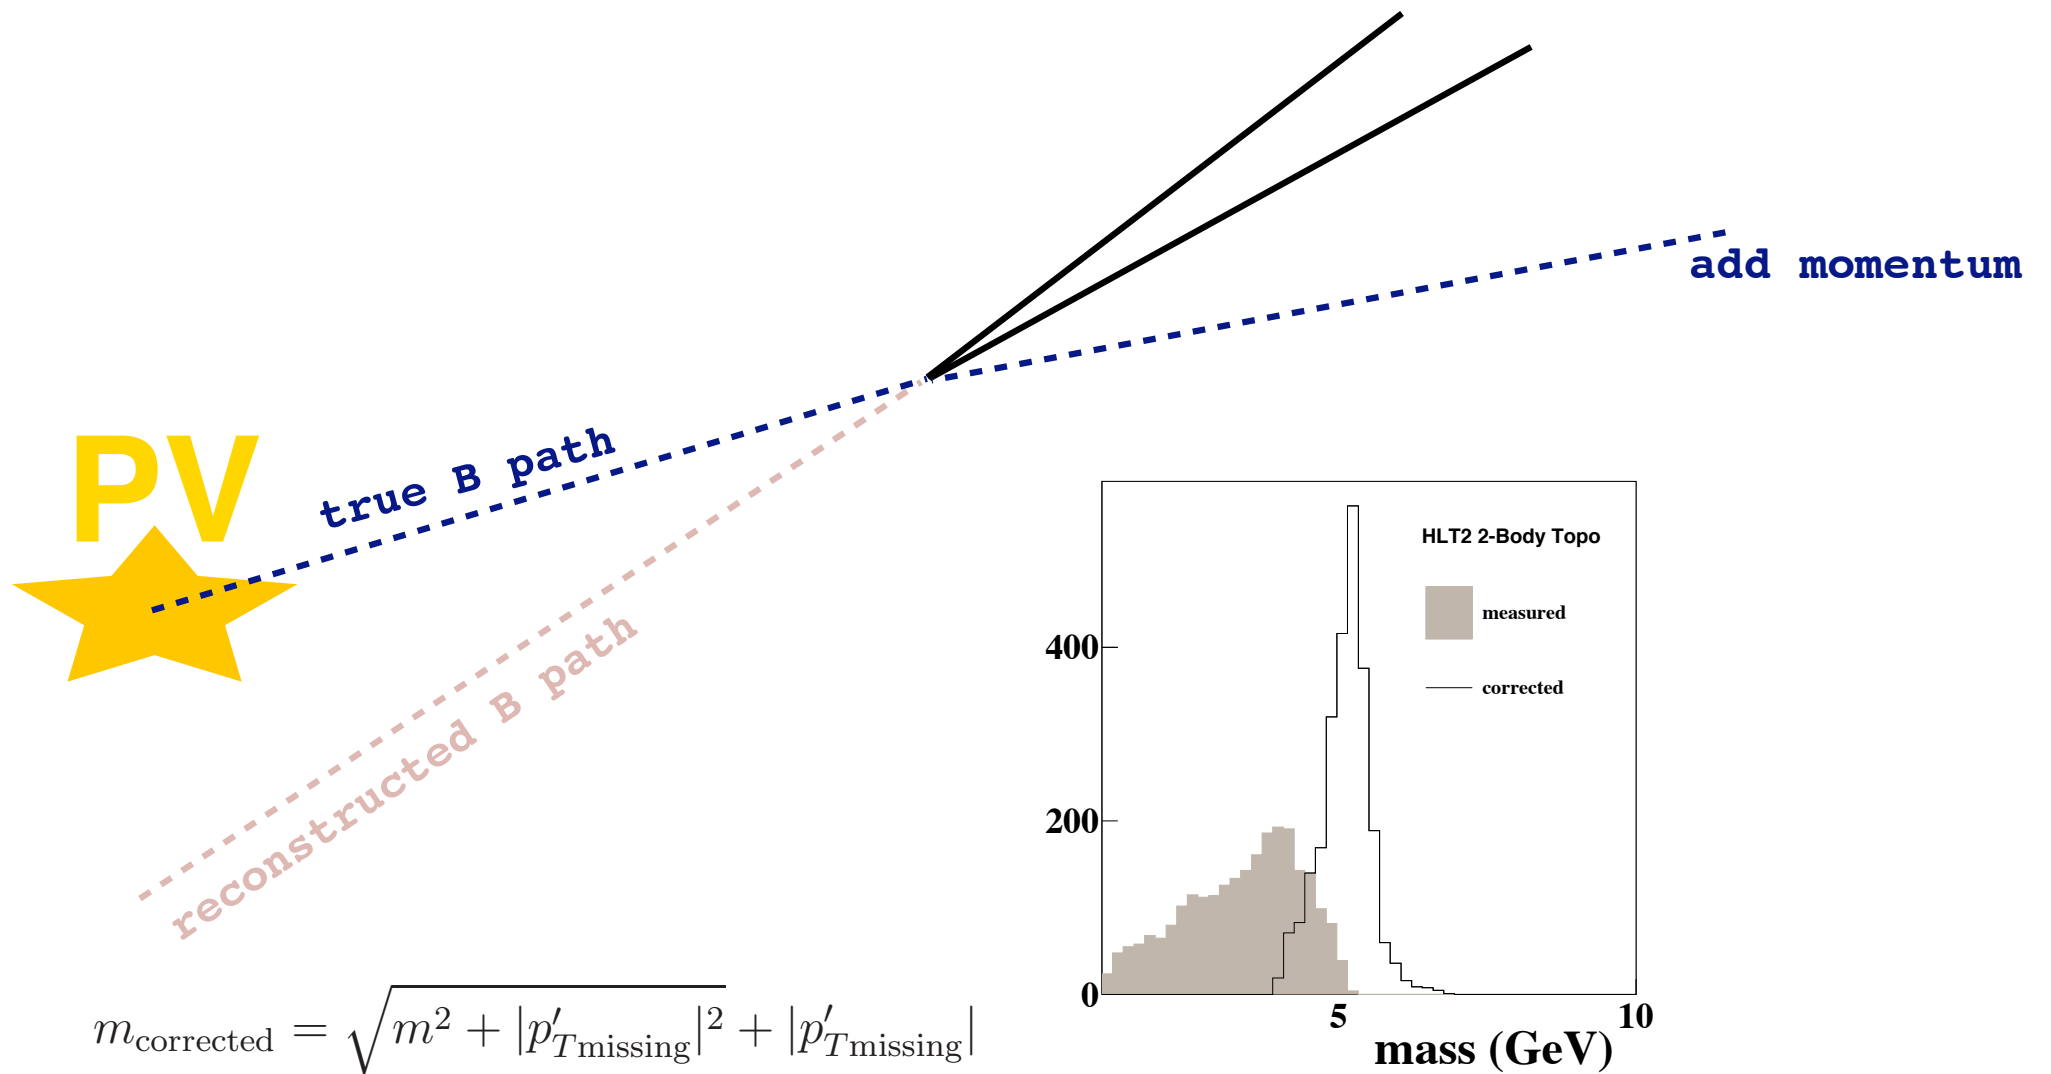 add momentum
PV
true B path
reconstructed B path
HLT2 2-Body Topo
measured
corrected
400
200
0
5
10
mass (GeV)
m_corrected = √(m² + |p′_Tmissing|²) + |p′_Tmissing|